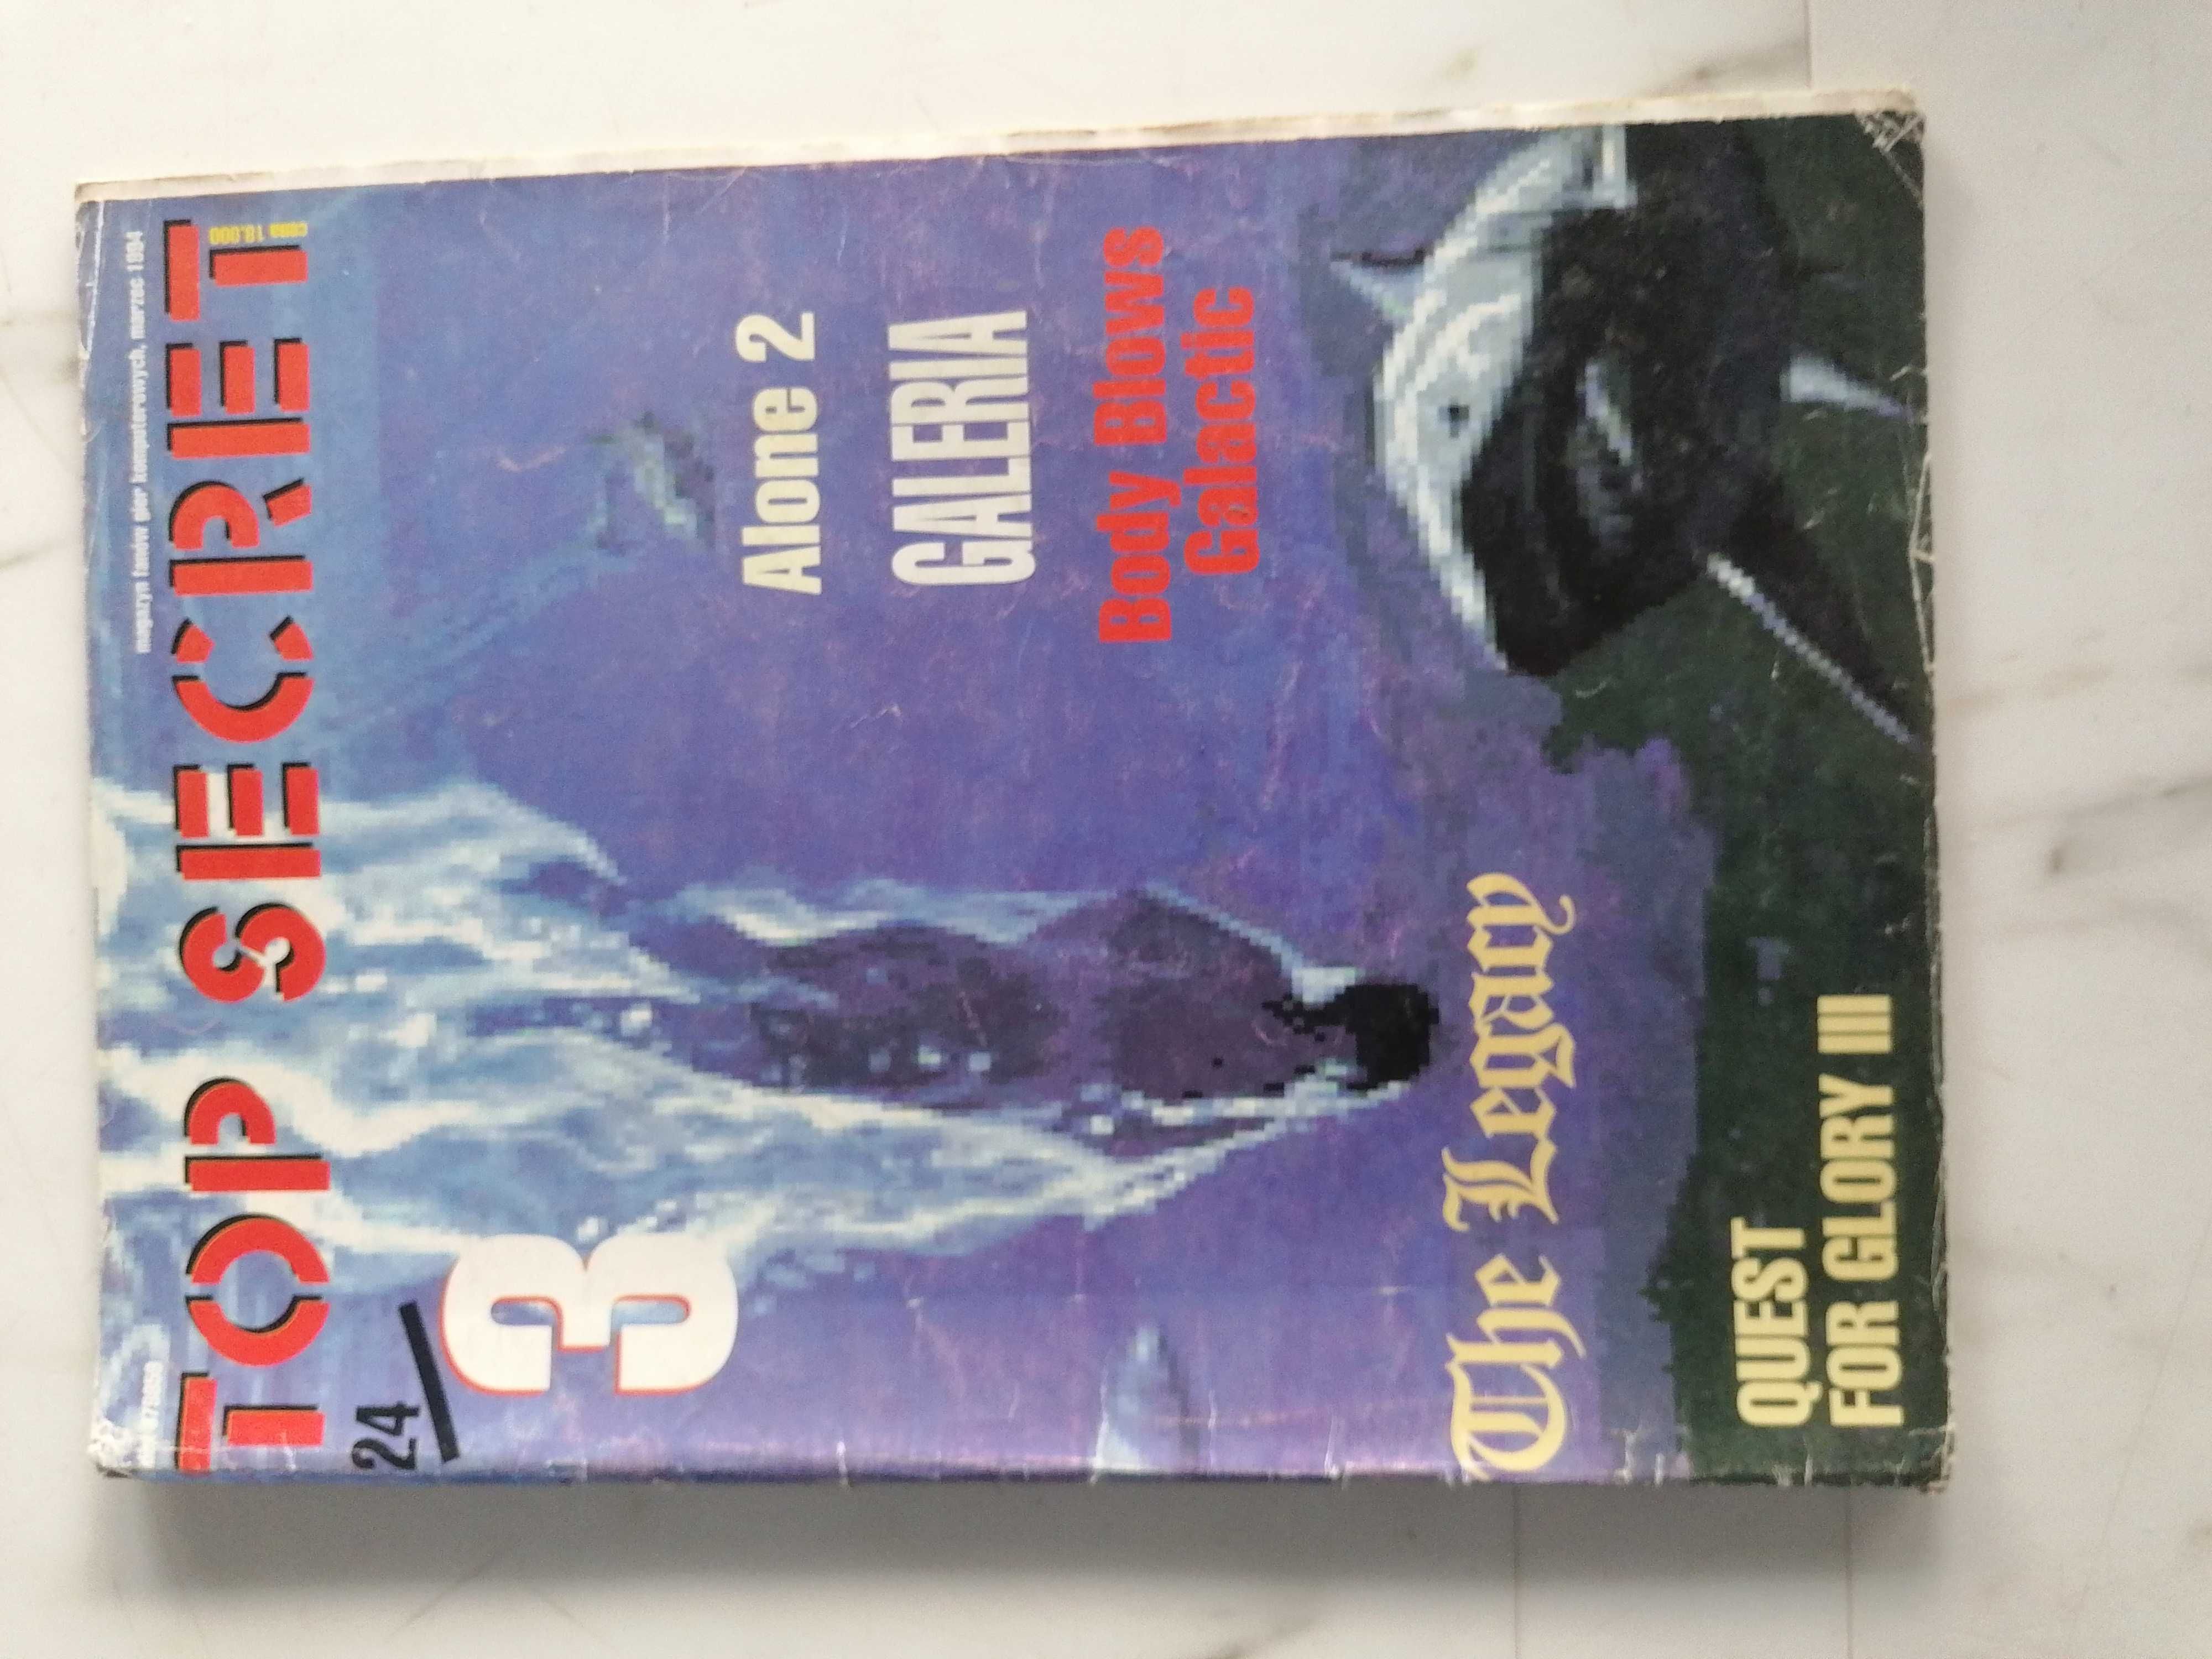 magazyn fanów gier komputerowych, marzec 1994
TOP SECRET
cena 18.000
24/3
Alone 2
GALERIA
Body Blows
Galactic
The Legacy
QUEST
FOR GLORY III